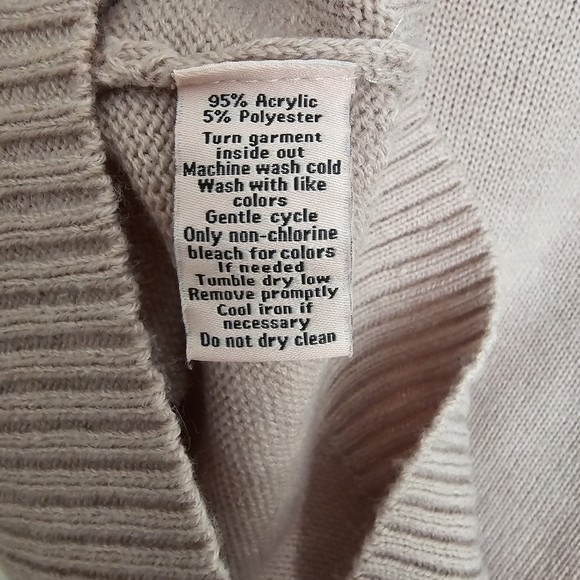 95% Acrylic
5% Polyester
Turn garment
inside out
Machine wash cold
Wash with like
colors
Gentle cycle
Only non-chlorine
bleach for colors
If needed
Tumble dry low
Remove promptly
Cool iron if
necessary
Do not dry clean